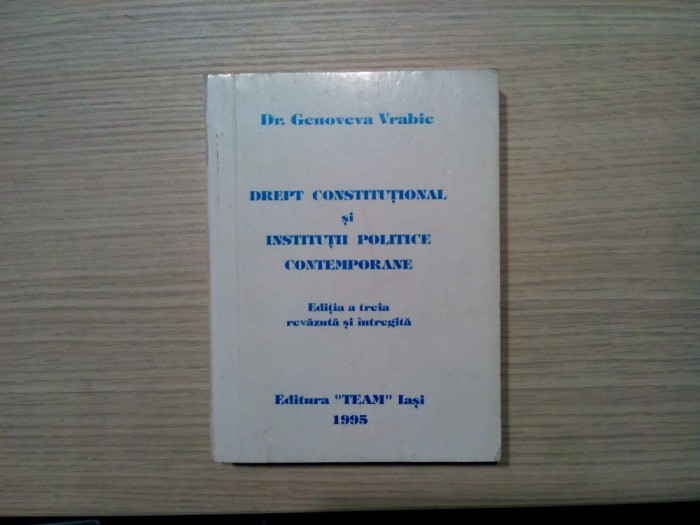 Dr. Genoveva Vrabie
DREPT CONSTITUȚIONAL
și
INSTITUȚII POLITICE
CONTEMPORANE
Ediția a treia
revăzută și întregită
Editura "TEAM" Iași
1995